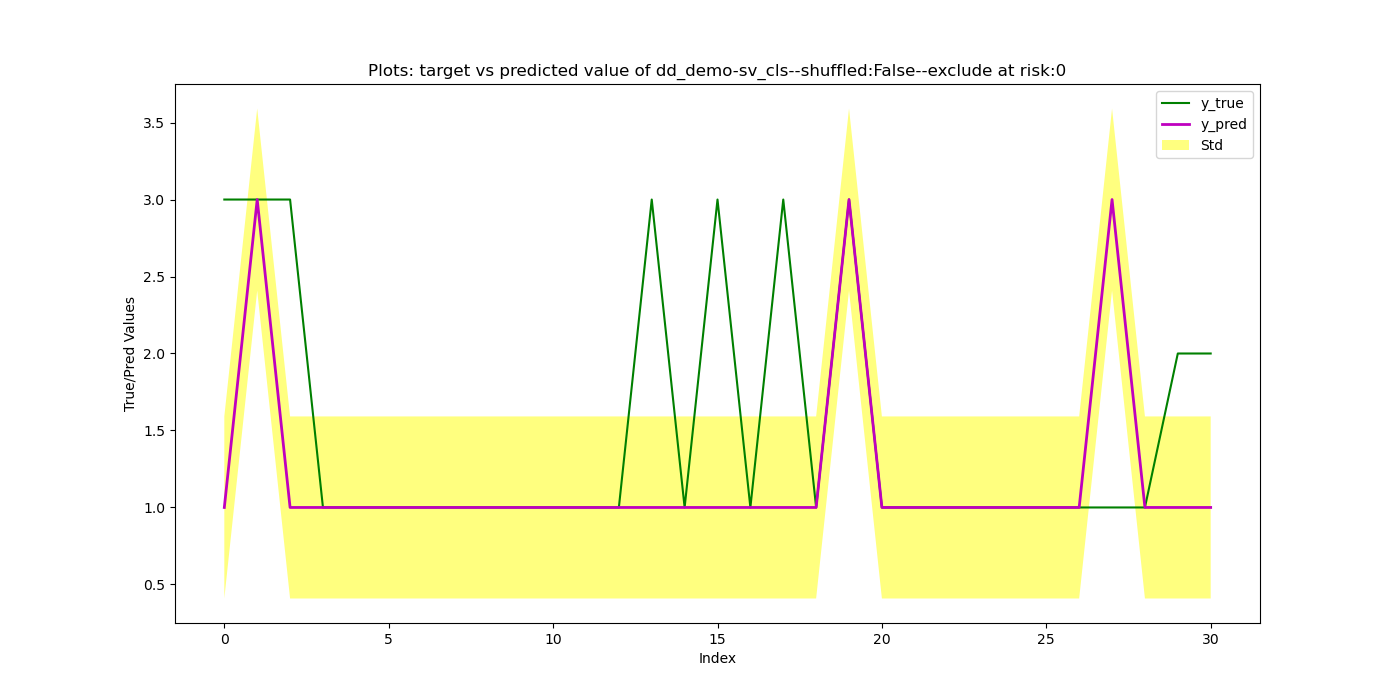 Plots: target vs predicted value of dd_demo-sv_cls--shuffled:False--exclude at risk:0
y_true
y_pred
Std
True/Pred Values
3.5
3.0
2.5
2.0
1.5
1.0
0.5
0 5 10 15 20 25 30
Index